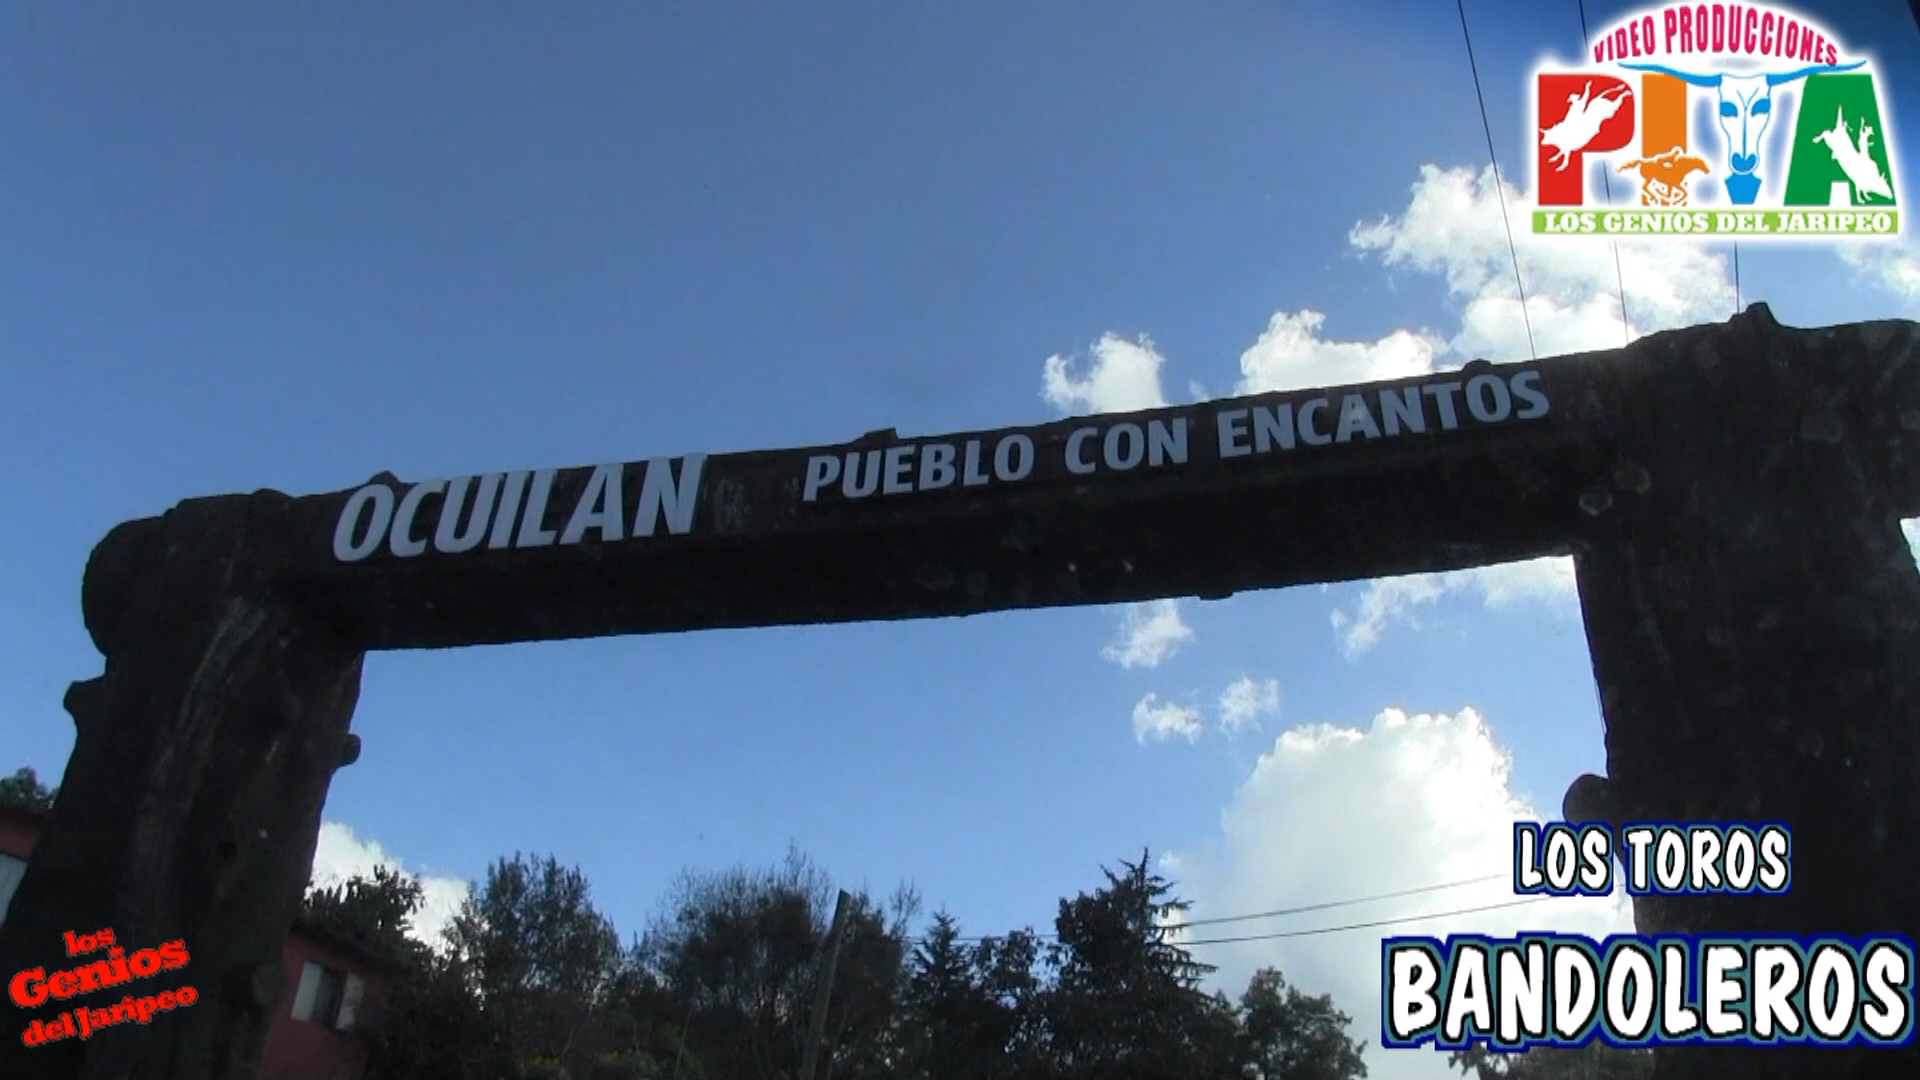 VIDEO PRODUCCIONES
PITA
LOS GENIOS DEL JARIPEO
OCUILAN PUEBLO CON ENCANTOS
LOS TOROS
BANDOLEROS
los
Genios
del Jaripeo